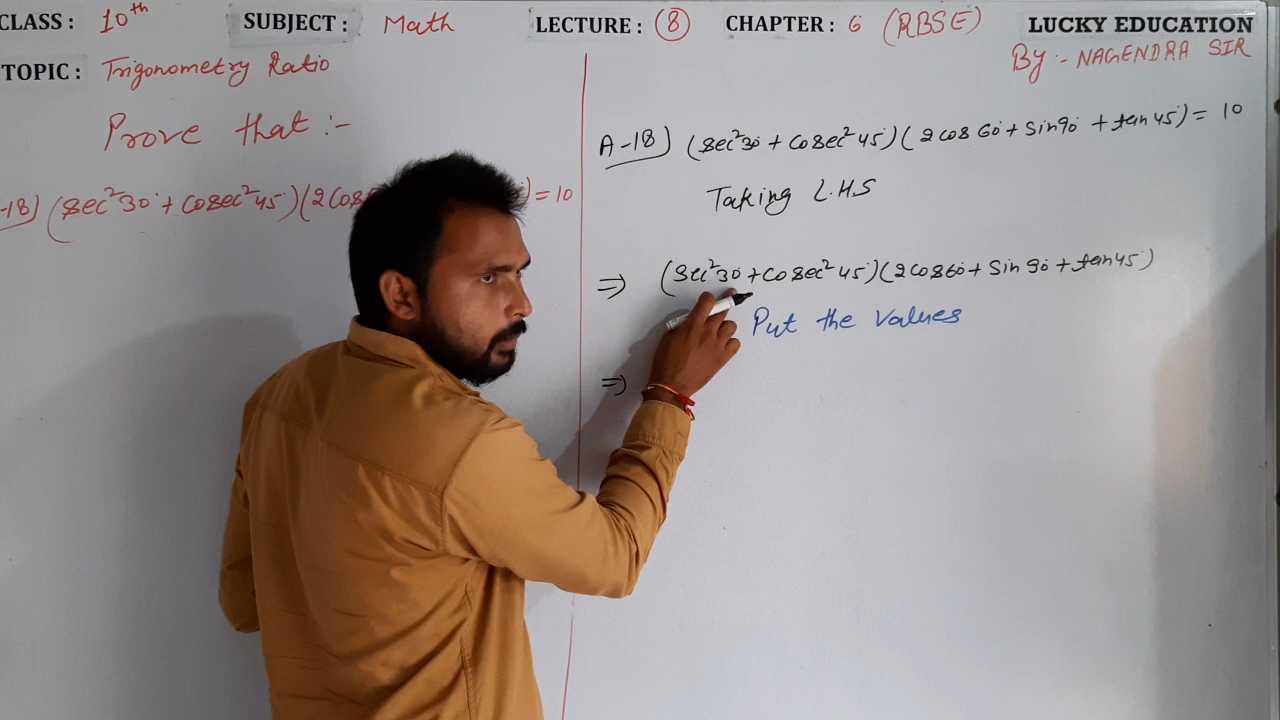 CLASS : 10th SUBJECT : Math LECTURE : 8 CHAPTER : 6 (RBSE) LUCKY EDUCATION
By :- NAGENDRA SIR
TOPIC : Trigonometry Ratio
Prove that :-
-18) (sec²30° + cosec²45°)(2cos ) = 10
A-18) (sec²30° + cosec²45°)(2cos60° + sin90° + tan45°) = 10
Taking L.H.S
⇒ (sec²30° + cosec²45°)(2cos60° + sin90° + tan45°)
Put the values
⇒